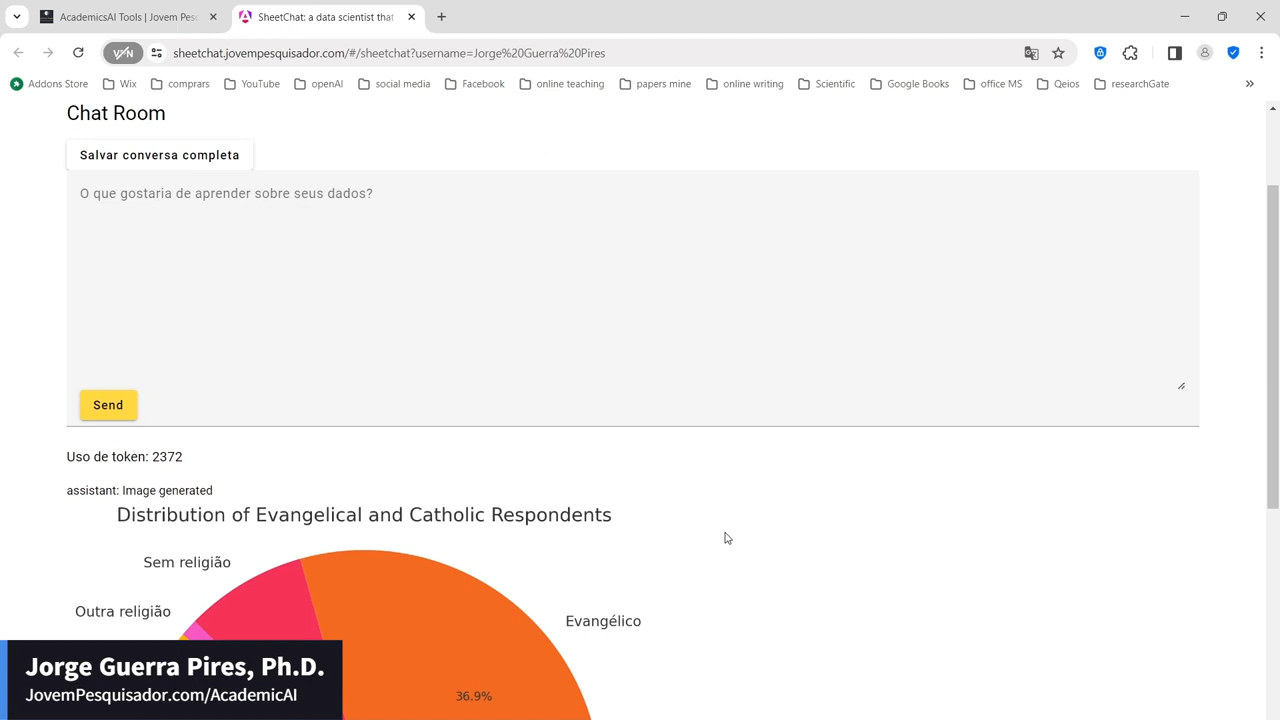 AcademicsAI Tools | Jovem Pes
SheetChat: a data scientist that
VPN
sheetchat.jovempesquisador.com/#/sheetchat?username=Jorge%20Guerra%20Pires
Addons Store
Wix
comprars
YouTube
openAI
social media
Facebook
online teaching
papers mine
online writing
Scientific
Google Books
office MS
Qeios
researchGate
Chat Room
Salvar conversa completa
O que gostaria de aprender sobre seus dados?
Send
Uso de token: 2372
assistant: Image generated
Distribution of Evangelical and Catholic Respondents
Sem religião
Outra religião
Evangélico
36.9%
Jorge Guerra Pires, Ph.D.
JovemPesquisador.com/AcademicAI